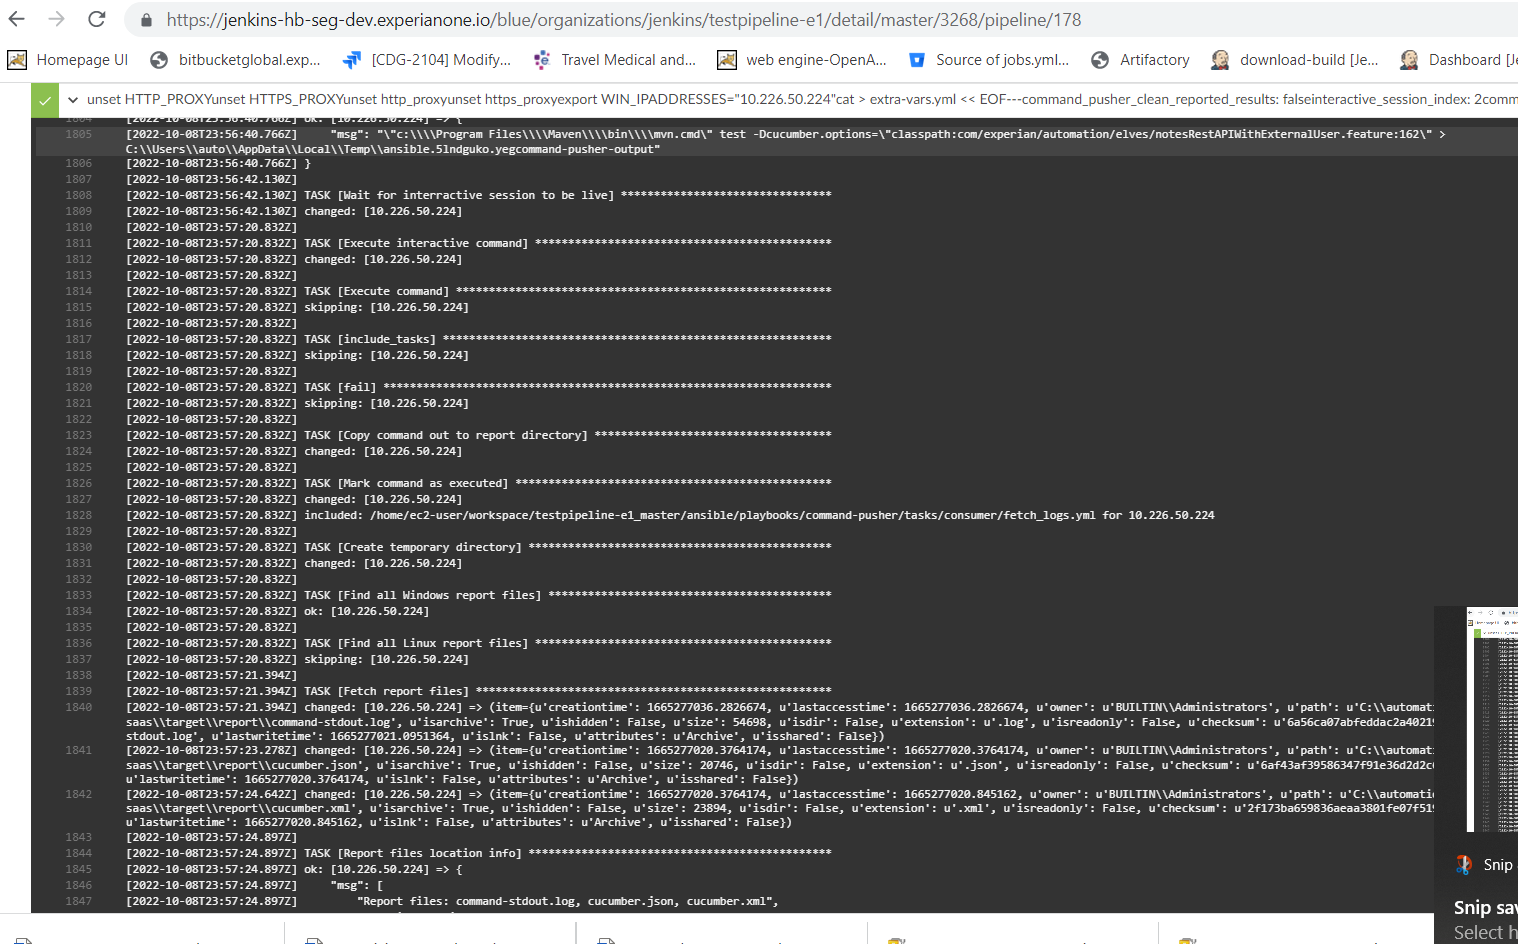 https://jenkins-hb-seg-dev.experianone.io/blue/organizations/jenkins/testpipeline-e1/detail/master/3268/pipeline/178
Homepage UI bitbucketglobal.exp... [CDG-2104] Modify... Travel Medical and... web engine-OpenA... Source of jobs.yml... Artifactory download-build [Je... Dashboard [Je
unset HTTP_PROXYunset HTTPS_PROXYunset http_proxyunset https_proxyexport WIN_IPADDRESSES="10.226.50.224"cat > extra-vars.yml << EOF---command_pusher_clean_reported_results: falseinteractive_session_index: 2comm
1804 [2022-10-08T23:56:40.766Z] ok: [10.226.50.224] => {
1805 [2022-10-08T23:56:40.766Z] "msg": "\"c:\\\\Program Files\\\\Maven\\\\bin\\\\mvn.cmd\" test -Dcucumber.options=\"classpath:com/experian/automation/elves/notesRestAPIWithExternalUser.feature:162\" >
C:\\Users\\auto\\AppData\\Local\\Temp\\ansible.5lndguko.yegcommand-pusher-output"
1806 [2022-10-08T23:56:40.766Z] }
1807 [2022-10-08T23:56:42.130Z]
1808 [2022-10-08T23:56:42.130Z] TASK [Wait for interractive session to be live] ********************************
1809 [2022-10-08T23:56:42.130Z] changed: [10.226.50.224]
1810 [2022-10-08T23:57:20.832Z]
1811 [2022-10-08T23:57:20.832Z] TASK [Execute interactive command] *********************************************
1812 [2022-10-08T23:57:20.832Z] changed: [10.226.50.224]
1813 [2022-10-08T23:57:20.832Z]
1814 [2022-10-08T23:57:20.832Z] TASK [Execute command] *********************************************************
1815 [2022-10-08T23:57:20.832Z] skipping: [10.226.50.224]
1816 [2022-10-08T23:57:20.832Z]
1817 [2022-10-08T23:57:20.832Z] TASK [include_tasks] ***********************************************************
1818 [2022-10-08T23:57:20.832Z] skipping: [10.226.50.224]
1819 [2022-10-08T23:57:20.832Z]
1820 [2022-10-08T23:57:20.832Z] TASK [fail] ********************************************************************
1821 [2022-10-08T23:57:20.832Z] skipping: [10.226.50.224]
1822 [2022-10-08T23:57:20.832Z]
1823 [2022-10-08T23:57:20.832Z] TASK [Copy command out to report directory] ************************************
1824 [2022-10-08T23:57:20.832Z] changed: [10.226.50.224]
1825 [2022-10-08T23:57:20.832Z]
1826 [2022-10-08T23:57:20.832Z] TASK [Mark command as executed] ************************************************
1827 [2022-10-08T23:57:20.832Z] changed: [10.226.50.224]
1828 [2022-10-08T23:57:20.832Z] included: /home/ec2-user/workspace/testpipeline-e1_master/ansible/playbooks/command-pusher/tasks/consumer/fetch_logs.yml for 10.226.50.224
1829 [2022-10-08T23:57:20.832Z]
1830 [2022-10-08T23:57:20.832Z] TASK [Create temporary directory] **********************************************
1831 [2022-10-08T23:57:20.832Z] changed: [10.226.50.224]
1832 [2022-10-08T23:57:20.832Z]
1833 [2022-10-08T23:57:20.832Z] TASK [Find all Windows report files] *******************************************
1834 [2022-10-08T23:57:20.832Z] ok: [10.226.50.224]
1835 [2022-10-08T23:57:20.832Z]
1836 [2022-10-08T23:57:20.832Z] TASK [Find all Linux report files] *********************************************
1837 [2022-10-08T23:57:20.832Z] skipping: [10.226.50.224]
1838 [2022-10-08T23:57:21.394Z]
1839 [2022-10-08T23:57:21.394Z] TASK [Fetch report files] ******************************************************
1840 [2022-10-08T23:57:21.394Z] changed: [10.226.50.224] => (item={u'creationtime': 1665277036.2826674, u'lastaccesstime': 1665277036.2826674, u'owner': u'BUILTIN\\Administrators', u'path': u'C:\\automati
saas\\target\\report\\command-stdout.log', u'isarchive': True, u'ishidden': False, u'size': 54698, u'isdir': False, u'extension': u'.log', u'isreadonly': False, u'checksum': u'6a56ca07abfeddac2a40219
stdout.log', u'lastwritetime': 1665277021.0951364, u'islnk': False, u'attributes': u'Archive', u'isshared': False})
1841 [2022-10-08T23:57:23.278Z] changed: [10.226.50.224] => (item={u'creationtime': 1665277020.3764174, u'lastaccesstime': 1665277020.3764174, u'owner': u'BUILTIN\\Administrators', u'path': u'C:\\automati
saas\\target\\report\\cucumber.json', u'isarchive': True, u'ishidden': False, u'size': 20746, u'isdir': False, u'extension': u'.json', u'isreadonly': False, u'checksum': u'6af43af39586347f91e36d2d2c
u'lastwritetime': 1665277020.3764174, u'islnk': False, u'attributes': u'Archive', u'isshared': False})
1842 [2022-10-08T23:57:24.642Z] changed: [10.226.50.224] => (item={u'creationtime': 1665277020.3764174, u'lastaccesstime': 1665277020.845162, u'owner': u'BUILTIN\\Administrators', u'path': u'C:\\automati
saas\\target\\report\\cucumber.xml', u'isarchive': True, u'ishidden': False, u'size': 23894, u'isdir': False, u'extension': u'.xml', u'isreadonly': False, u'checksum': u'2f173ba659836aeaa3801fe07f519
u'lastwritetime': 1665277020.845162, u'islnk': False, u'attributes': u'Archive', u'isshared': False})
1843 [2022-10-08T23:57:24.897Z]
1844 [2022-10-08T23:57:24.897Z] TASK [Report files location info] **********************************************
1845 [2022-10-08T23:57:24.897Z] ok: [10.226.50.224] => {
1846 [2022-10-08T23:57:24.897Z] "msg": [
1847 [2022-10-08T23:57:24.897Z] "Report files: command-stdout.log, cucumber.json, cucumber.xml",
Snip
Snip sav
Select h